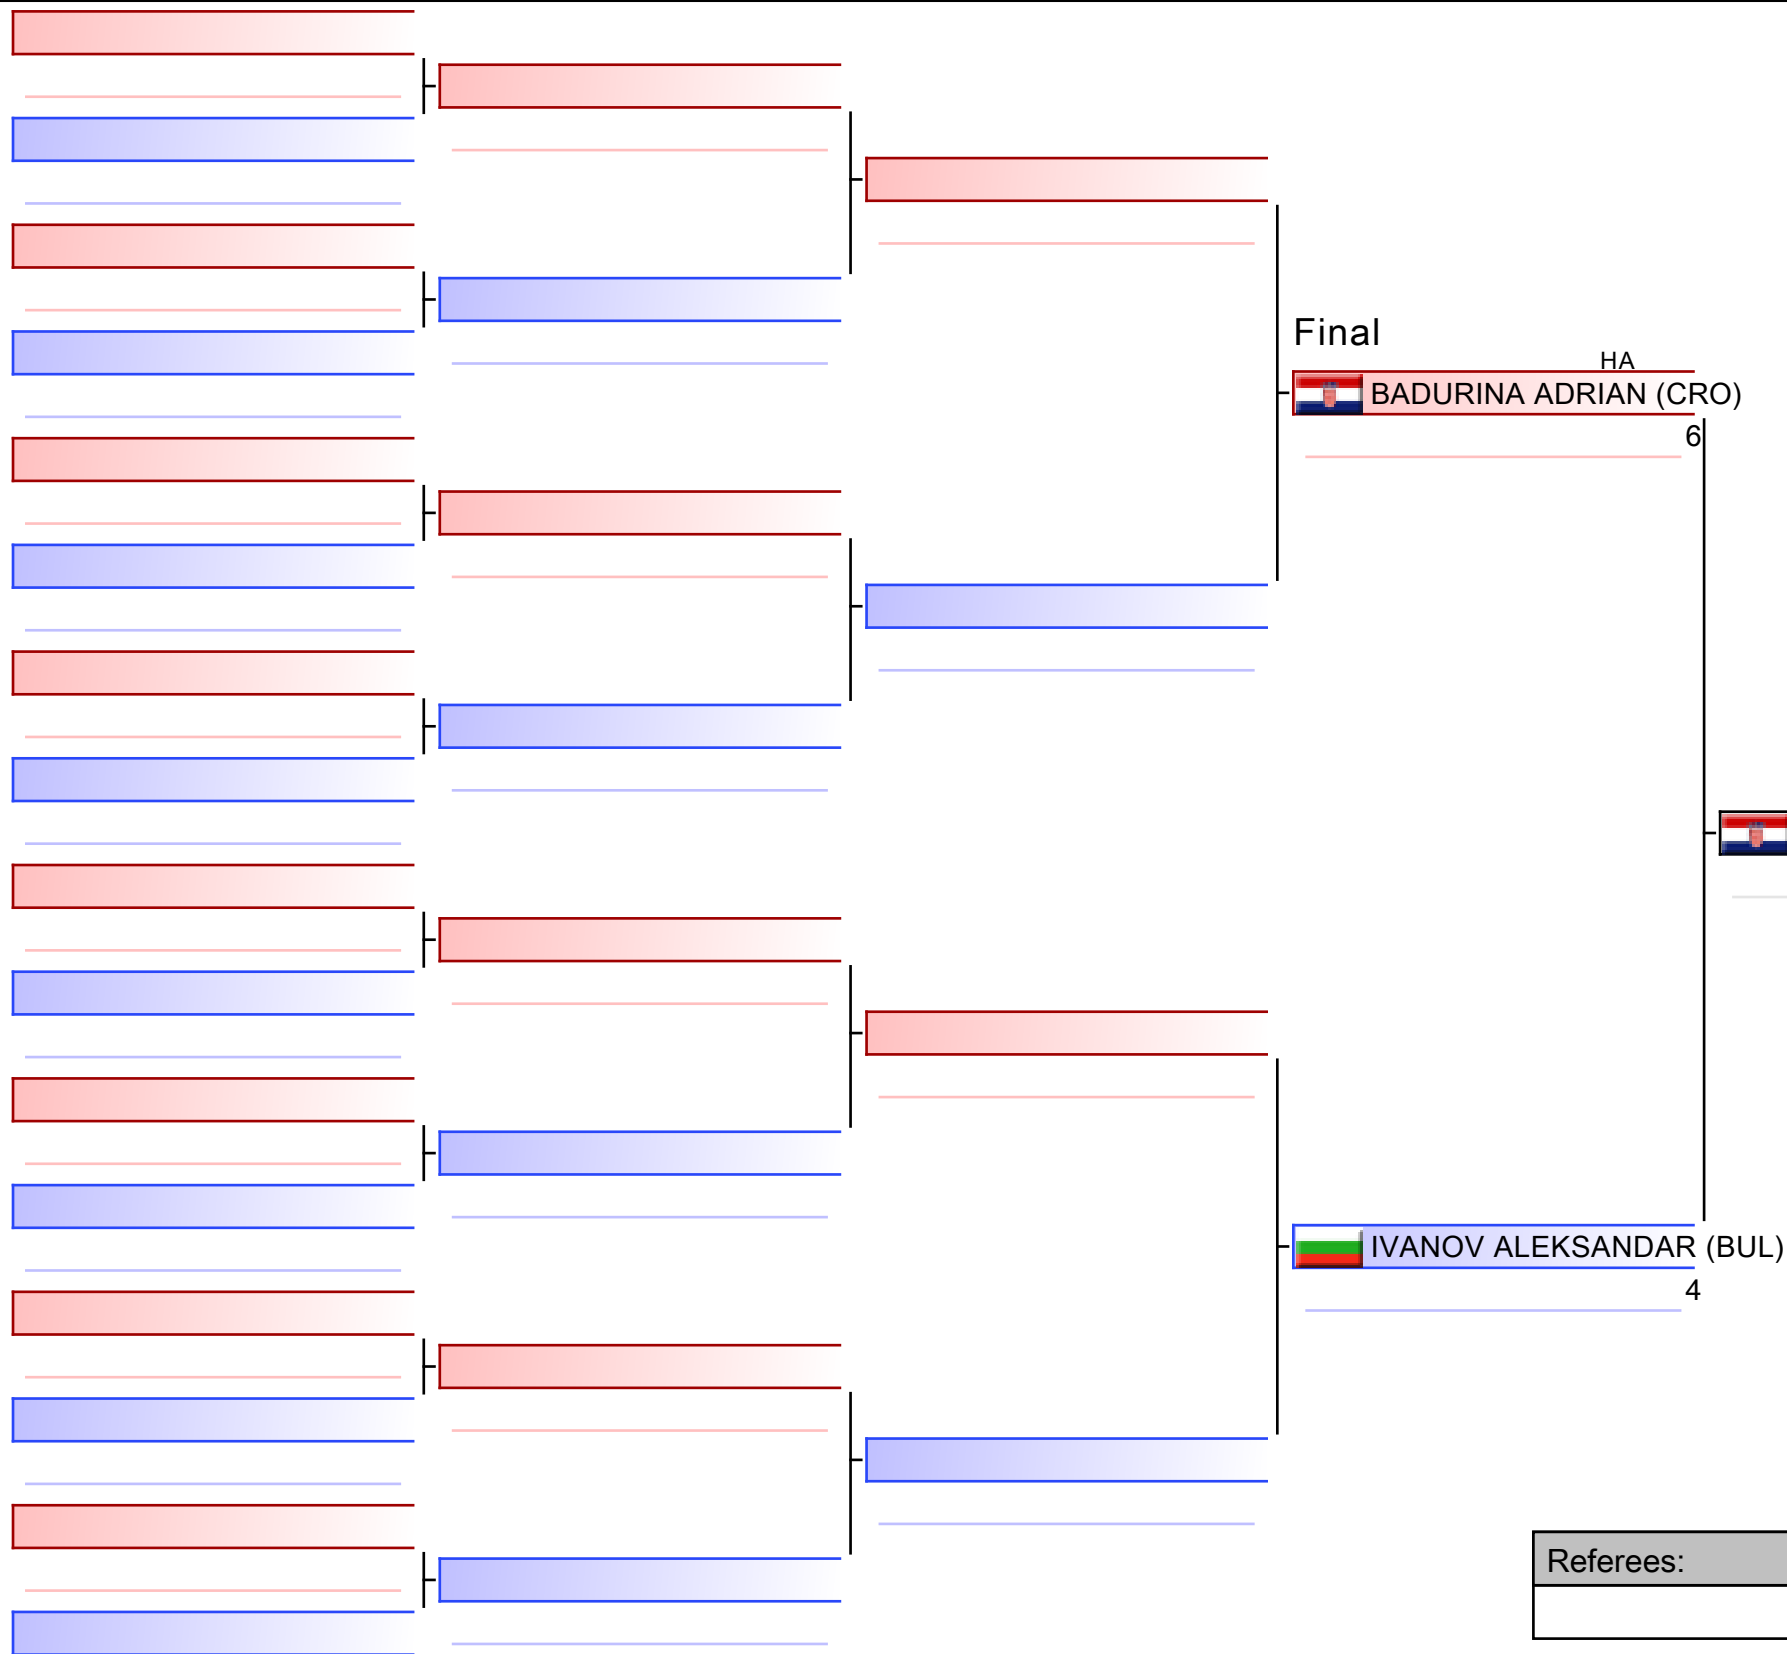 Final
HA
BADURINA ADRIAN (CRO)
6
IVANOV ALEKSANDAR (BUL)
4
Referees: